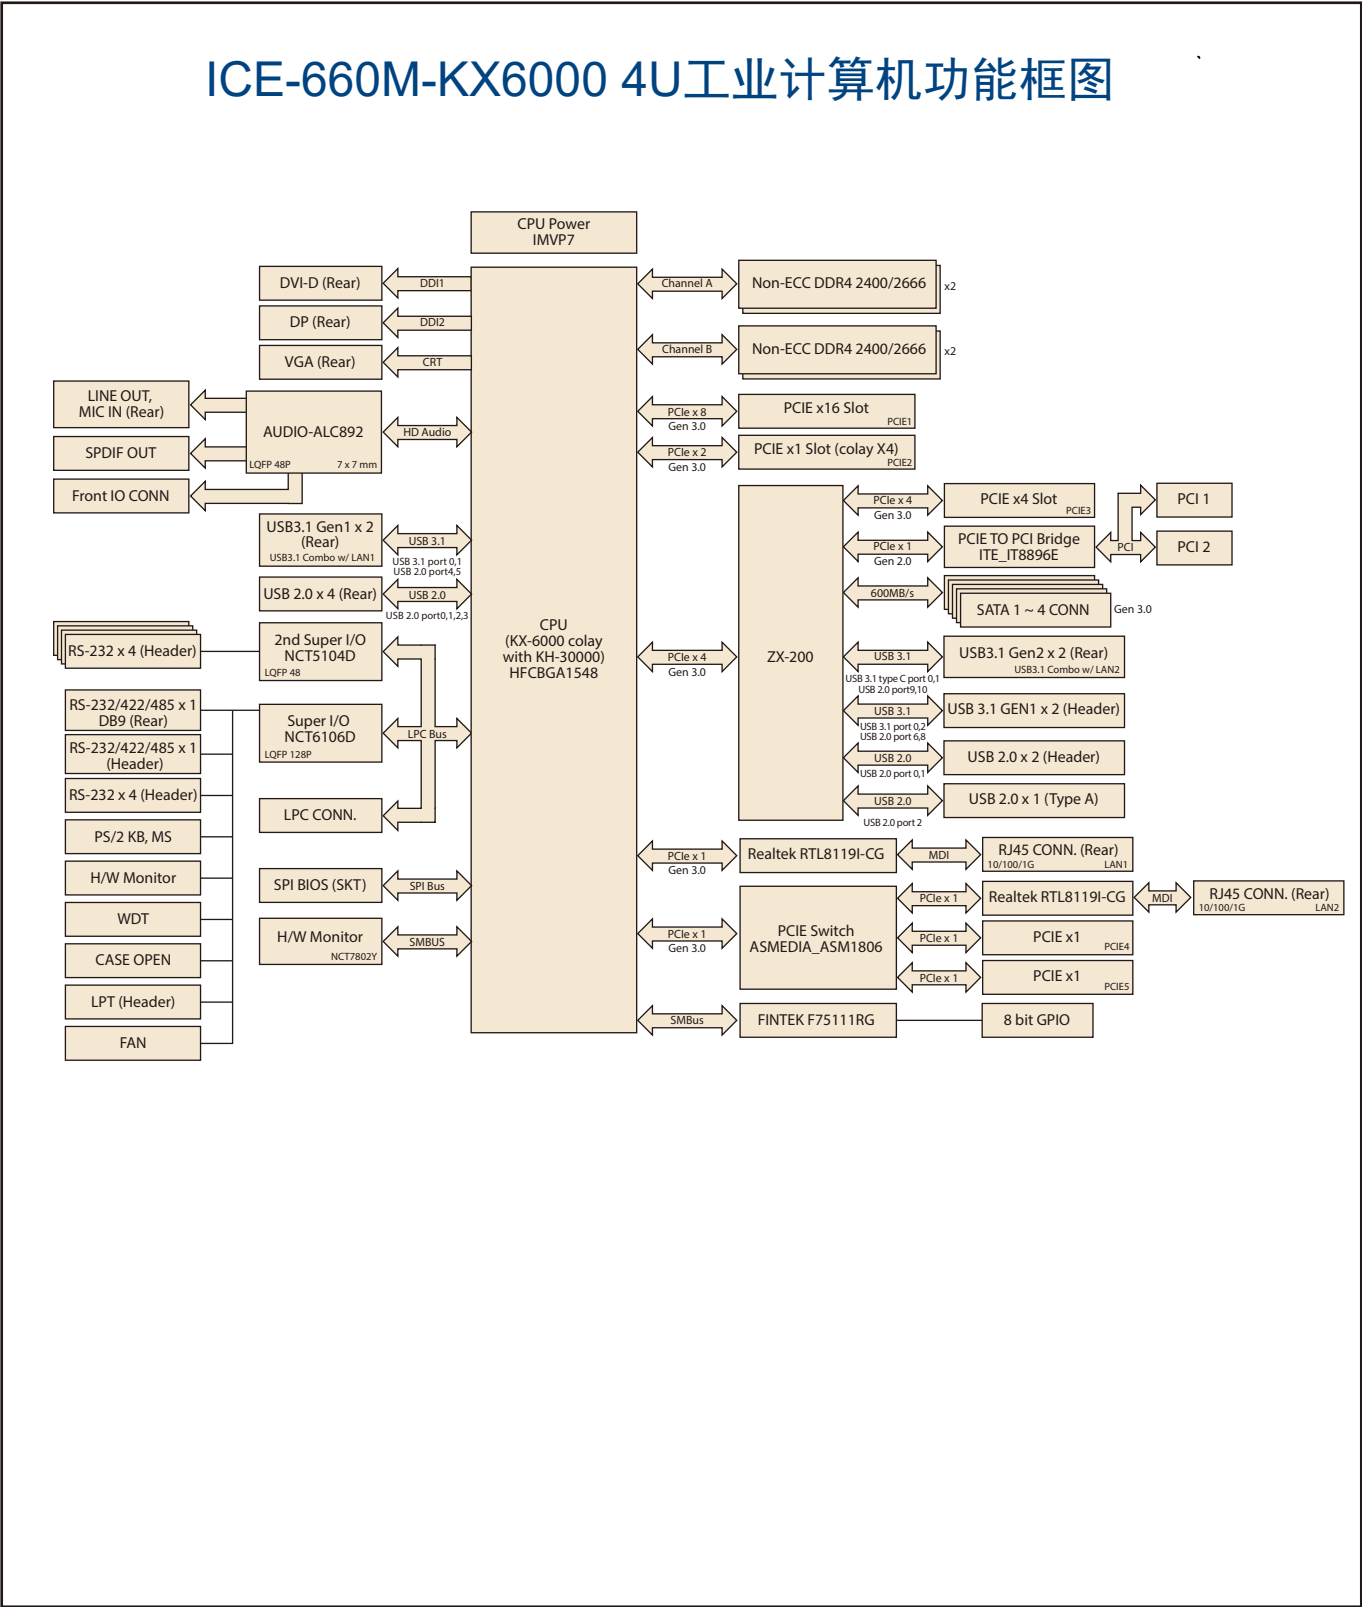 ICE-660M-KX6000 4U工业计算机功能框图
CPU Power
IMVP7
DVI-D (Rear)
DDI1
DP (Rear)
DDI2
VGA (Rear)
CRT
LINE OUT,
MIC IN (Rear)
SPDIF OUT
Front IO CONN
AUDIO-ALC892
LQFP 48P
7 x 7 mm
HD Audio
USB3.1 Gen1 x 2
(Rear)
USB3.1 Combo w/ LAN1
USB 3.1
USB 3.1 port 0,1
USB 2.0 port4,5
USB 2.0 x 4 (Rear)
USB 2.0
USB 2.0 port0,1,2,3
RS-232 x 4 (Header)
2nd Super I/O
NCT5104D
LQFP 48
RS-232/422/485 x 1
DB9 (Rear)
RS-232/422/485 x 1
(Header)
RS-232 x 4 (Header)
PS/2 KB, MS
H/W Monitor
WDT
CASE OPEN
LPT (Header)
FAN
Super I/O
NCT6106D
LQFP 128P
LPC Bus
LPC CONN.
SPI BIOS (SKT)
SPI Bus
H/W Monitor
NCT7802Y
SMBUS
CPU
(KX-6000 colay
with KH-30000)
HFCBGA1548
Channel A
Non-ECC DDR4 2400/2666
x2
Channel B
Non-ECC DDR4 2400/2666
x2
PCIe x 8
Gen 3.0
PCIE x16 Slot
PCIE1
PCIe x 2
Gen 3.0
PCIE x1 Slot (colay X4)
PCIE2
PCIe x 4
Gen 3.0
ZX-200
PCIe x 4
Gen 3.0
PCIE x4 Slot
PCIE3
PCIe x 1
Gen 2.0
PCIE TO PCI Bridge
ITE_IT8896E
PCI
PCI 1
PCI 2
600MB/s
SATA 1 ~ 4 CONN
Gen 3.0
USB 3.1
USB 3.1 type C port 0,1
USB 2.0 port9,10
USB3.1 Gen2 x 2 (Rear)
USB3.1 Combo w/ LAN2
USB 3.1
USB 3.1 port 0,2
USB 2.0 port 6,8
USB 3.1 GEN1 x 2 (Header)
USB 2.0
USB 2.0 port 0,1
USB 2.0 x 2 (Header)
USB 2.0
USB 2.0 port 2
USB 2.0 x 1 (Type A)
PCIe x 1
Gen 3.0
Realtek RTL8119I-CG
MDI
RJ45 CONN. (Rear)
10/100/1G
LAN1
PCIe x 1
Gen 3.0
PCIE Switch
ASMEDIA_ASM1806
PCIe x 1
Realtek RTL8119I-CG
MDI
RJ45 CONN. (Rear)
10/100/1G
LAN2
PCIe x 1
PCIE x1
PCIE4
PCIe x 1
PCIE x1
PCIE5
SMBus
FINTEK F75111RG
8 bit GPIO